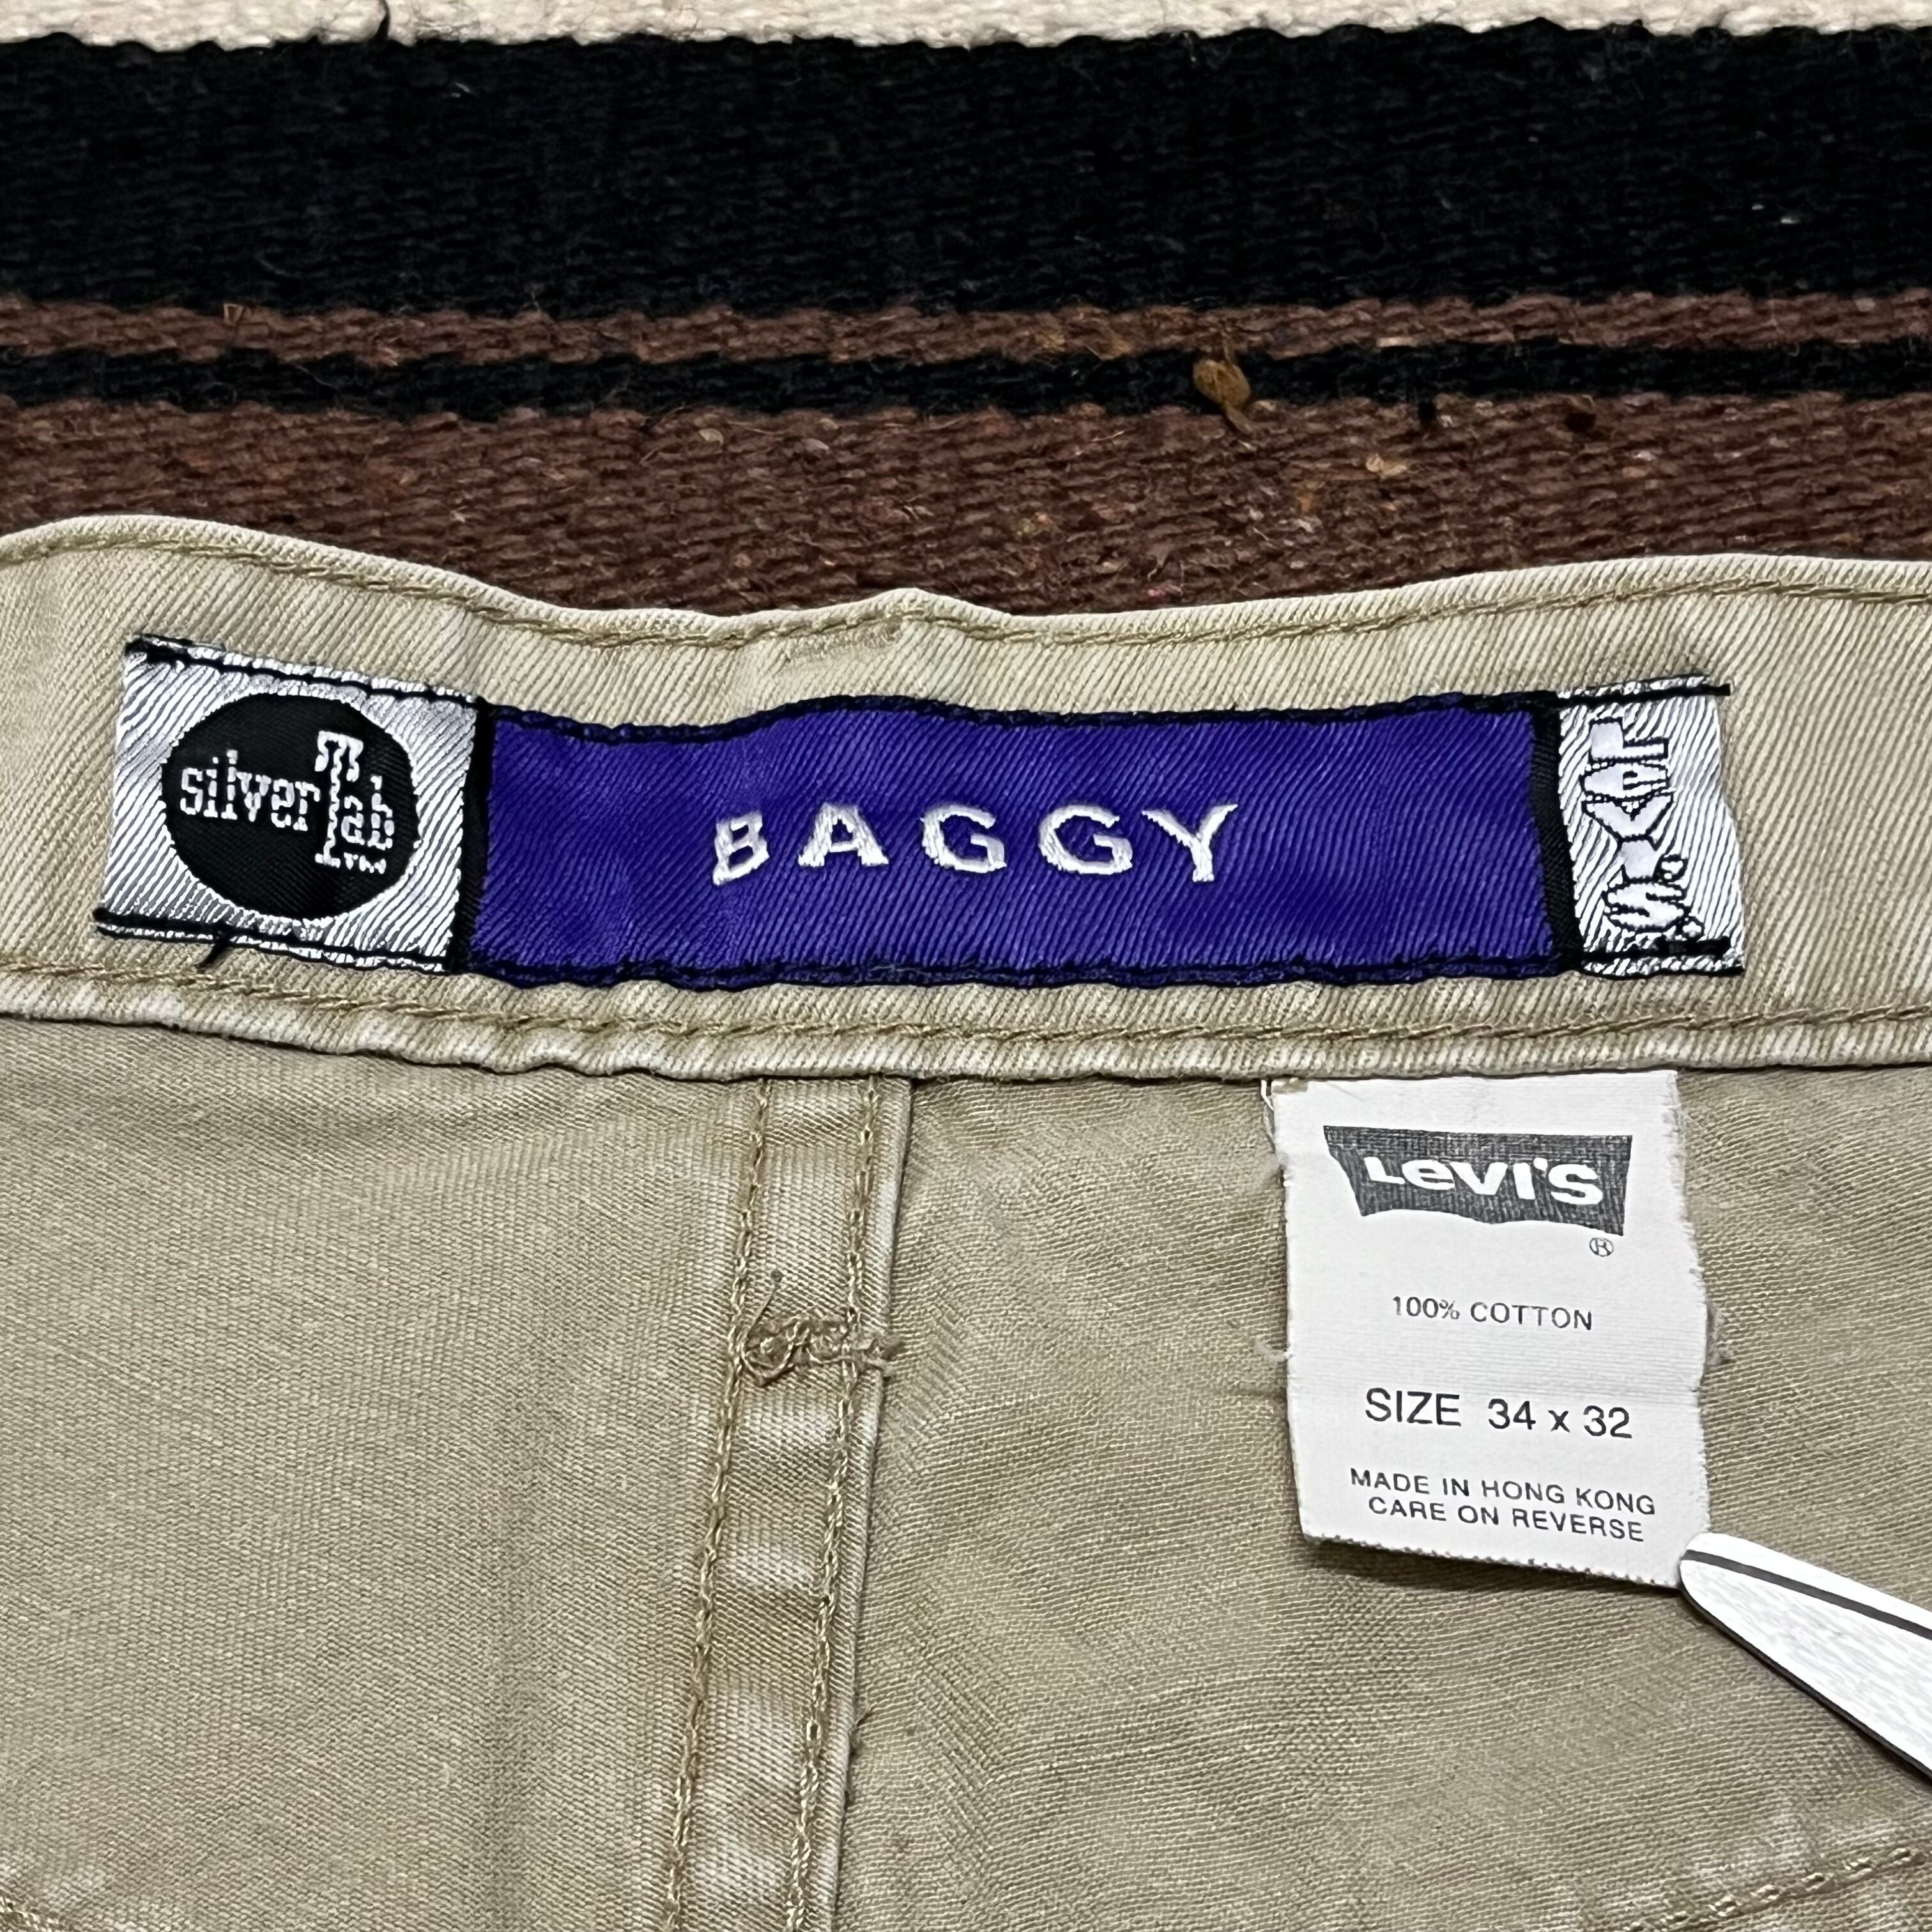 silverTab
BAGGY
LEVI'S
LeVI'S
®
100% COTTON
SIZE 34 x 32
MADE IN HONG KONG
CARE ON REVERSE